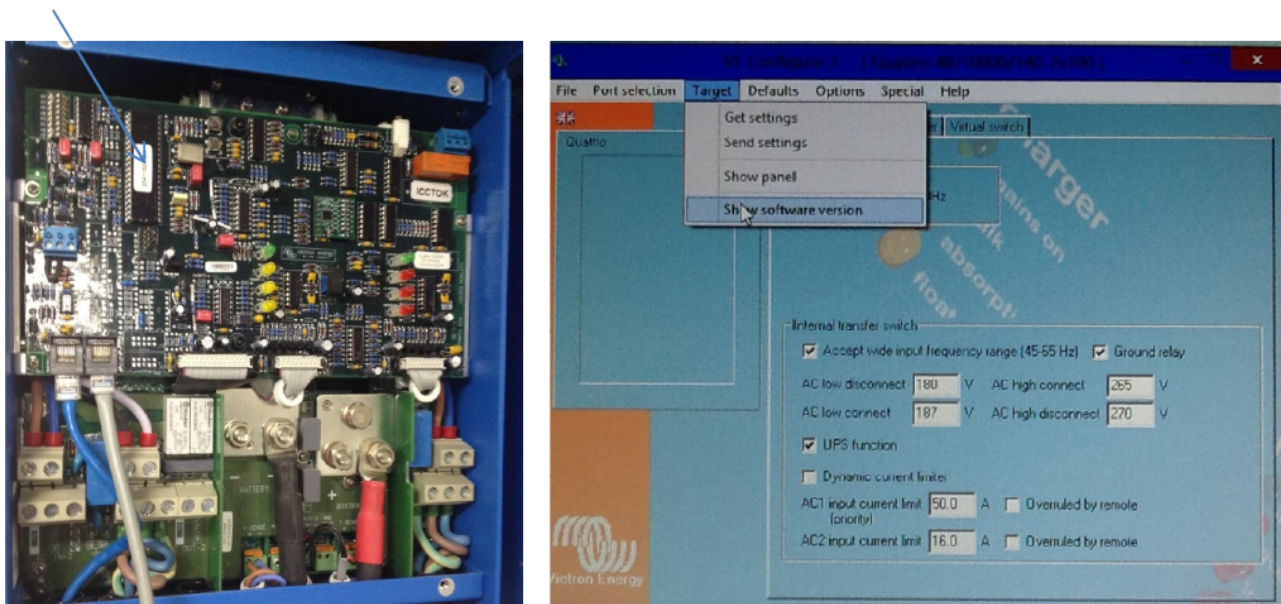 ICCTOK
BATTERY
VE Configure 3 (Quattro 48/10000/140-2x100)
File Port selection Target Defaults Options Special Help
Get settings
Send settings
Show panel
Show software version
Quattro
Virtual switch
Hz
charger
mains on
absorpti
float
Internal transfer switch
Accept wide input frequency range (45-65 Hz) Ground relay
AC low disconnect 180 V AC high connect 265 V
AC low connect 187 V AC high disconnect 270 V
UPS function
Dynamic current limiter
AC1 input current limit 50.0 A Overruled by remote
(priority)
AC2 input current limit 16.0 A Overruled by remote
Victron Energy